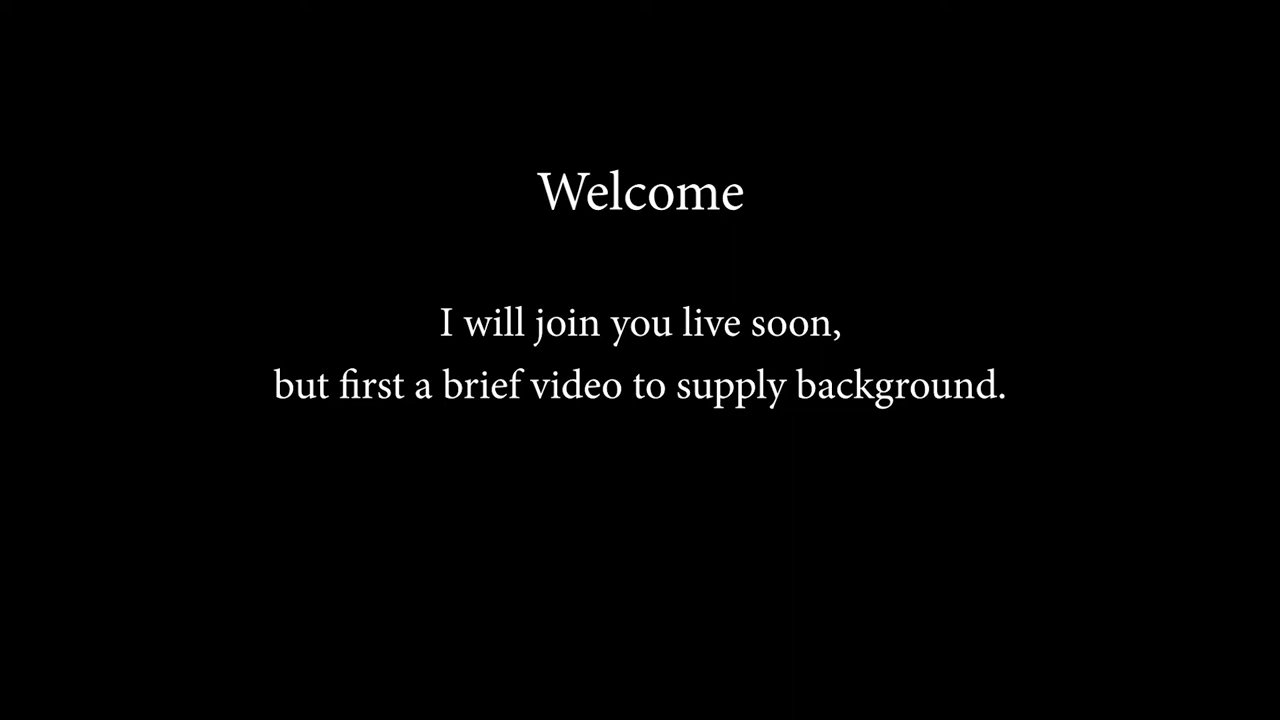 Welcome
I will join you live soon,
but first a brief video to supply background.